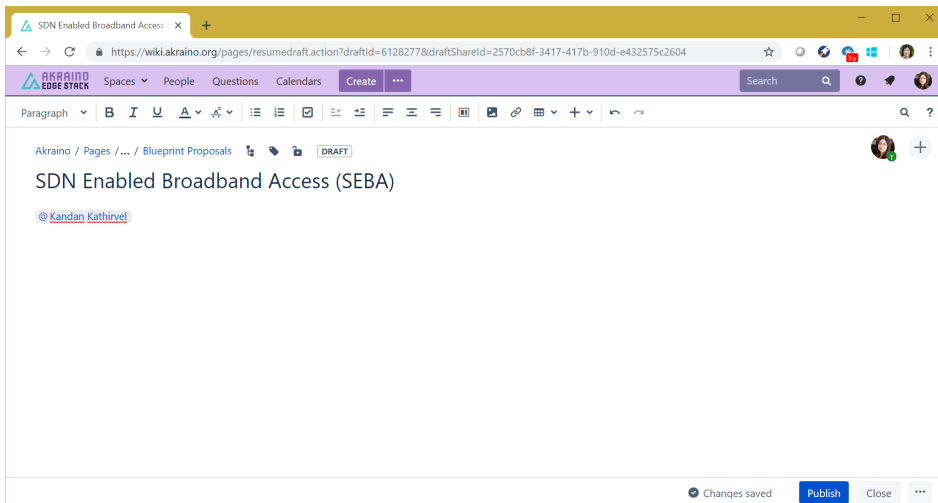 SDN Enabled Broadband Access
https://wiki.akraino.org/pages/resumedraft.action?draftId=6128277&draftShareId=2570cb8f-3417-417b-910d-e432575c2604
Try
AKRAINO
EDGE STACK
Spaces People Questions Calendars Create Search
Paragraph B I U A
Akraino / Pages /... / Blueprint Proposals DRAFT
T
SDN Enabled Broadband Access (SEBA)
@Kandan Kathirvel
Changes saved Publish Close